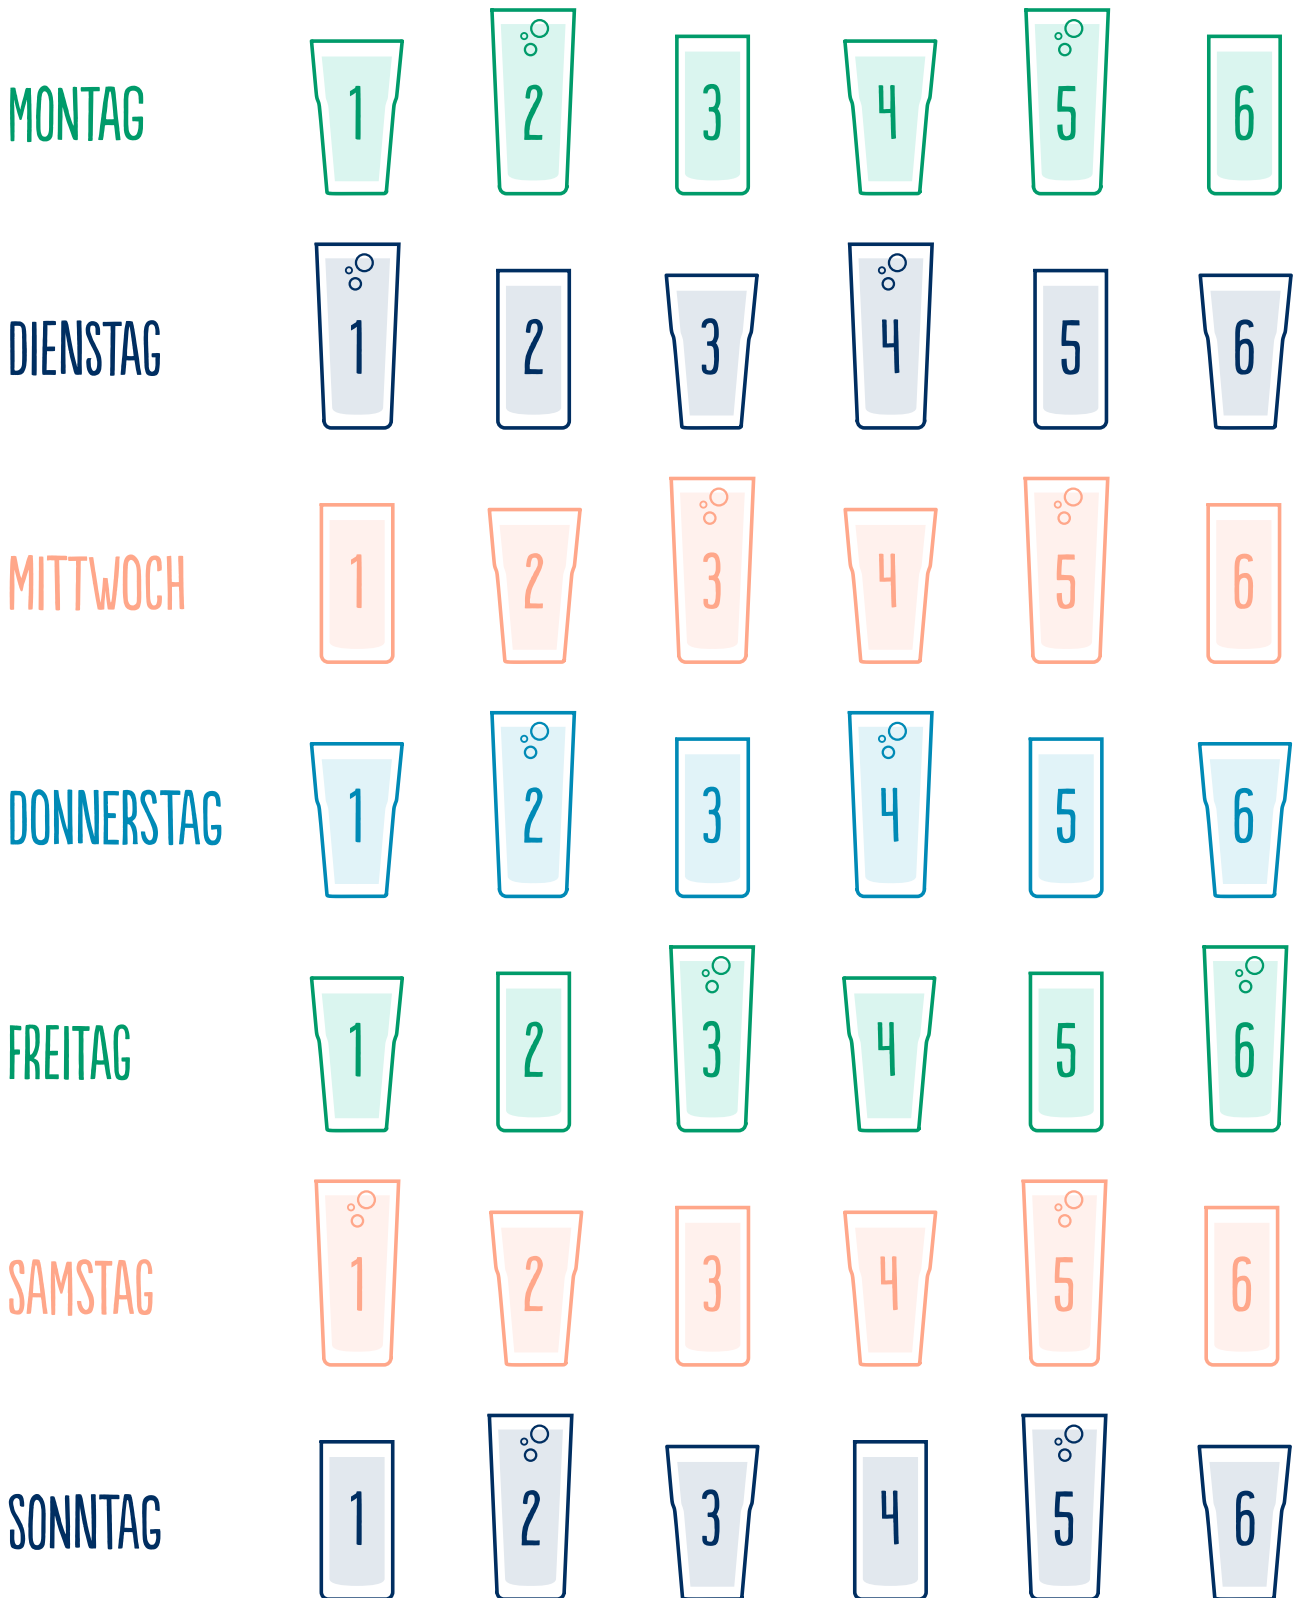 MONTAG 1 2 3 4 5 6
DIENSTAG 1 2 3 4 5 6
MITTWOCH 1 2 3 4 5 6
DONNERSTAG 1 2 3 4 5 6
FREITAG 1 2 3 4 5 6
SAMSTAG 1 2 3 4 5 6
SONNTAG 1 2 3 4 5 6